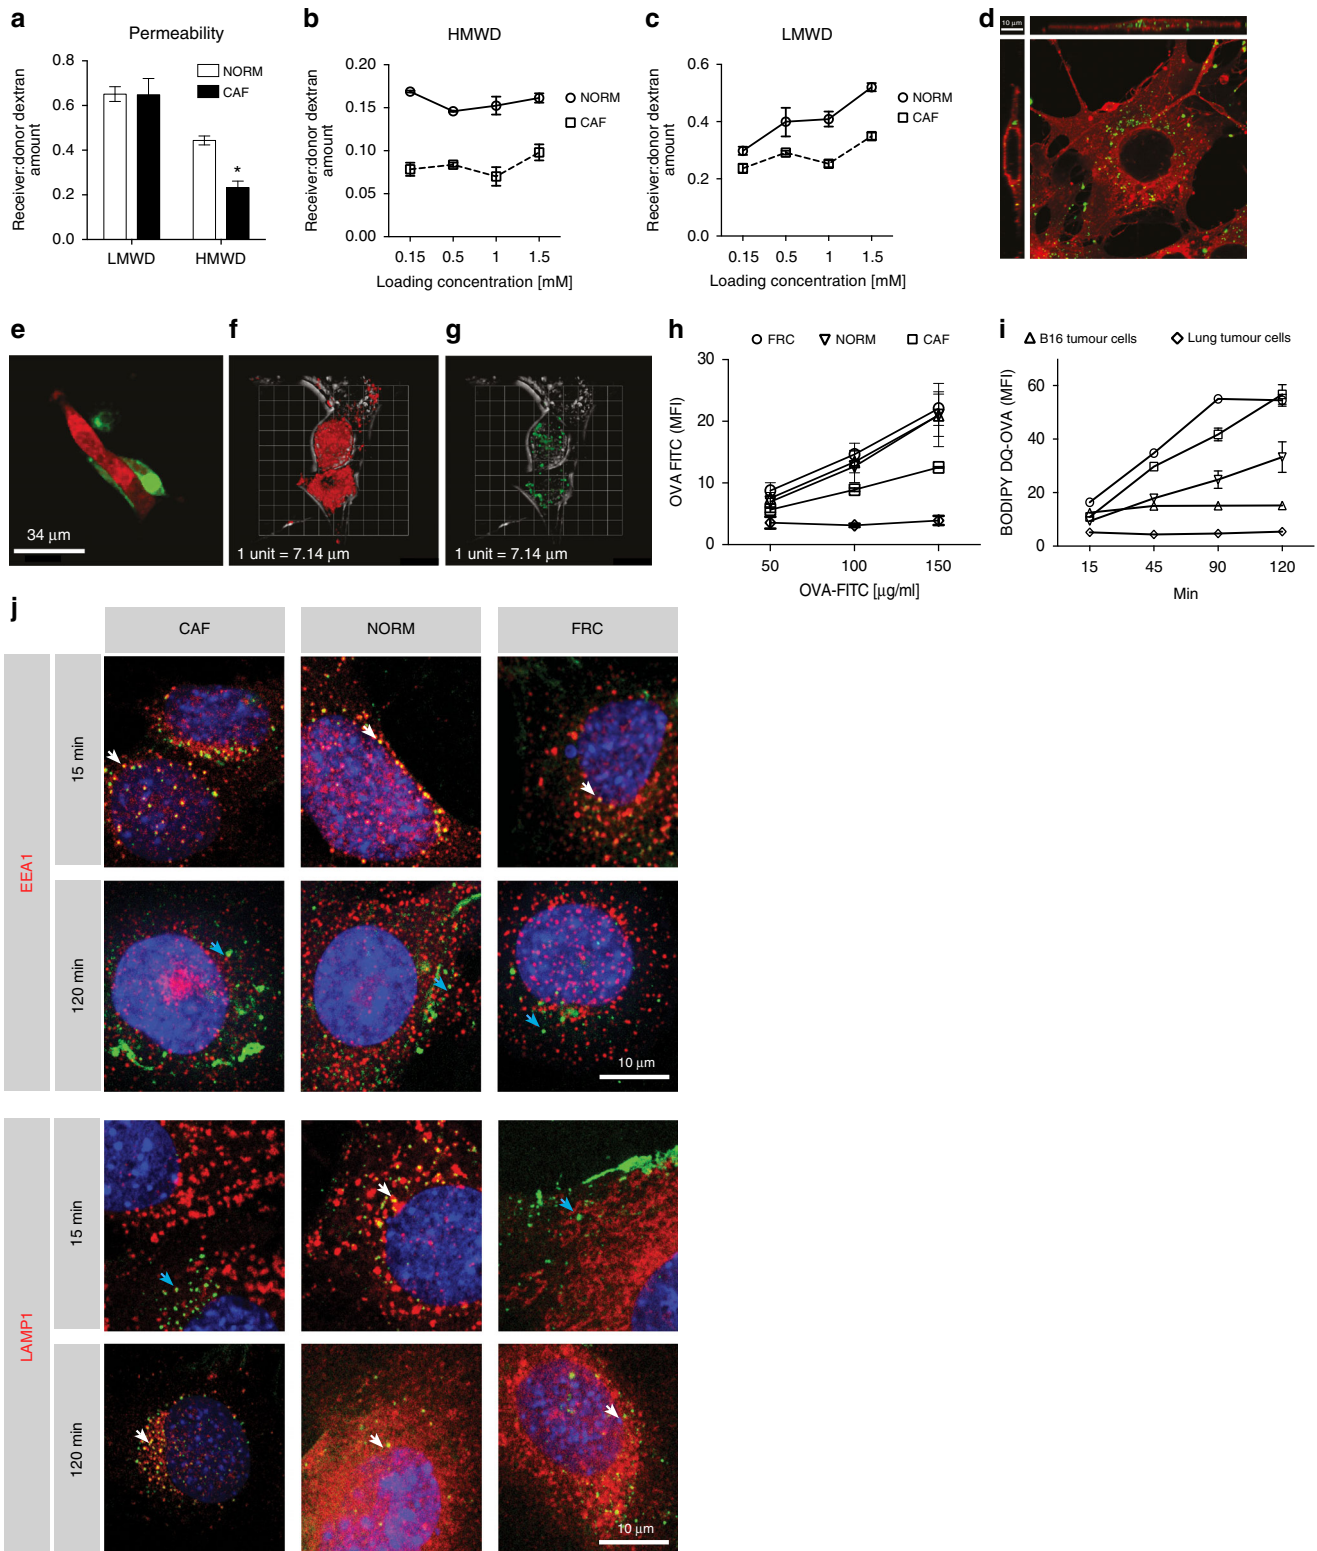 a
Permeability
0.8
0.6
0.4
0.2
0.0
Receiver:donor dextran
amount
NORM
CAF
*
LMWD
HMWD
b
HMWD
0.20
0.15
0.10
0.05
0.00
Receiver:donor dextran
amount
NORM
CAF
0.15
0.5
1
1.5
Loading concentration [mM]
c
LMWD
0.6
0.4
0.2
0.0
Receiver:donor dextran
amount
NORM
CAF
0.15
0.5
1
1.5
Loading concentration [mM]
d
10 μm
e
34 μm
f
1 unit = 7.14 μm
g
1 unit = 7.14 μm
h
FRC
NORM
CAF
30
20
10
0
OVA FITC (MFI)
50
100
150
OVA-FITC [μg/ml]
i
B16 tumour cells
Lung tumour cells
60
40
20
0
BODIPY DQ-OVA (MFI)
15
45
90
120
Min
j
CAF
NORM
FRC
EEA1
15 min
120 min
10 μm
LAMP1
15 min
120 min
10 μm